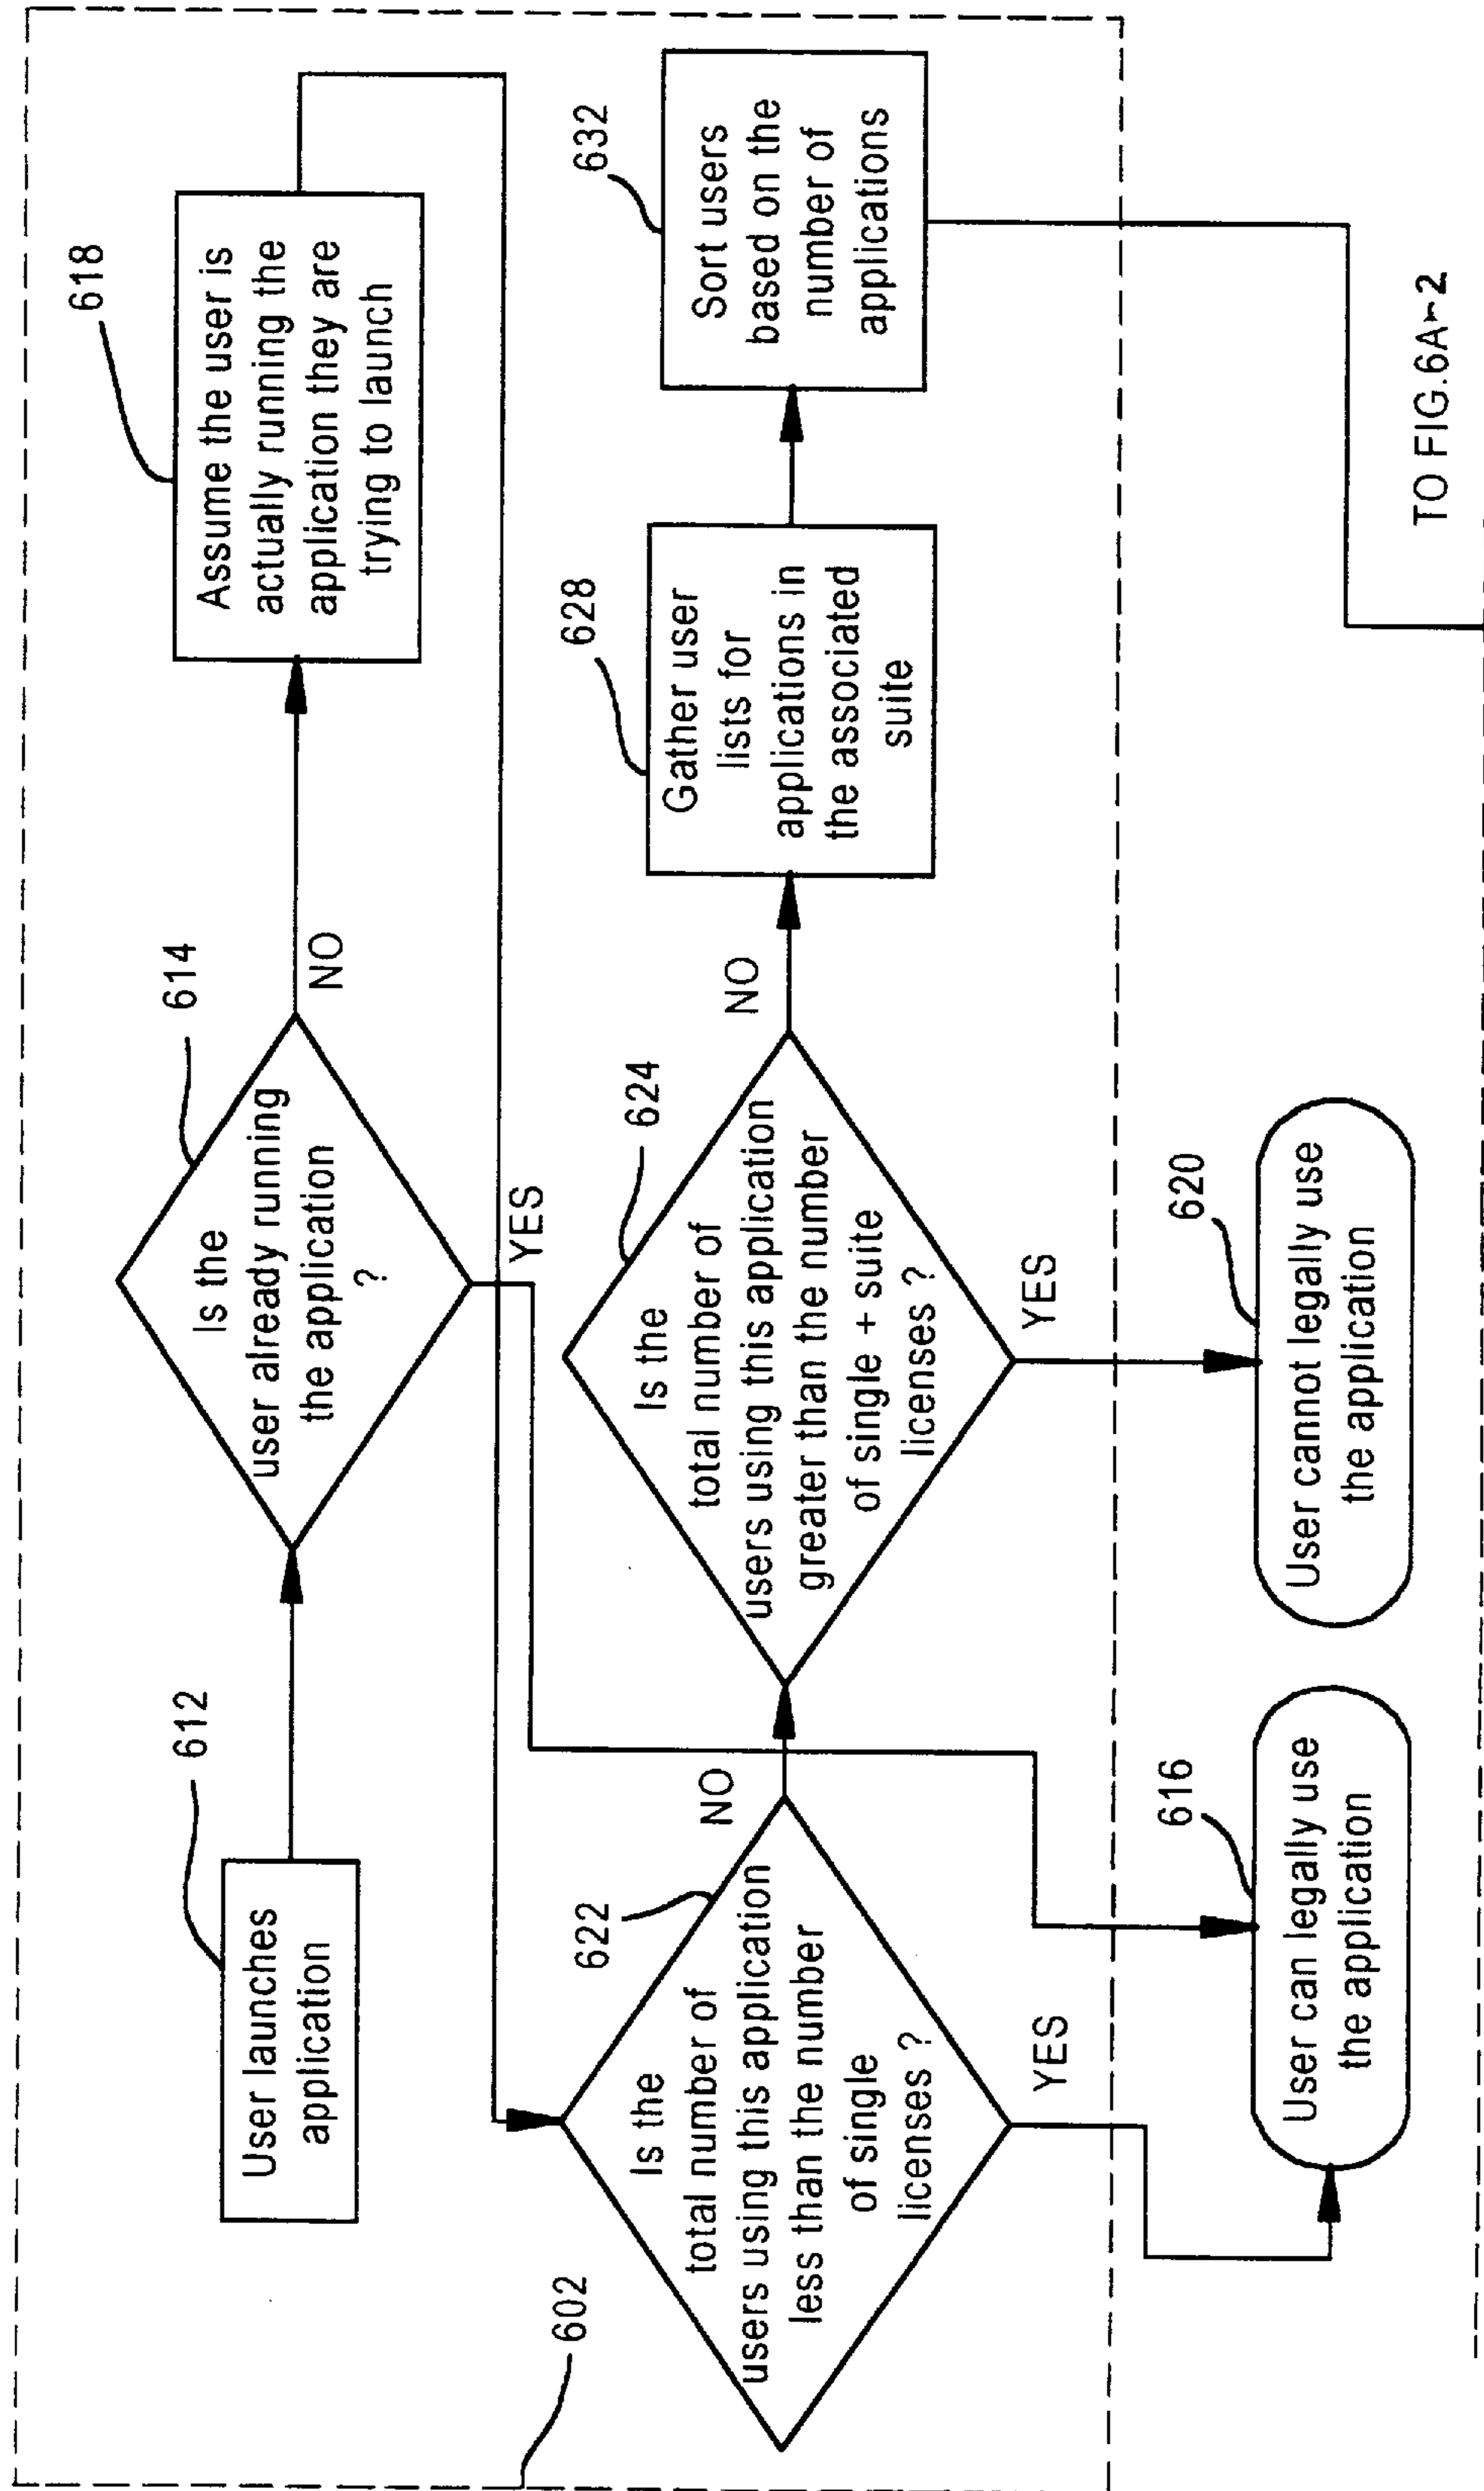 612
User launches
application
614
Is the
user already running
the application
?
NO
YES
618
Assume the user is
actually running the
application they are
trying to launch
602
622
Is the
total number of
users using this application
less than the number
of single
licenses ?
NO
YES
624
Is the
total number of
users using this application
greater than the number
of single + suite
licenses ?
NO
YES
628
Gather user
lists for
applications in
the associated
suite
632
Sort users
based on the
number of
applications
616
User can legally use
the application
620
User cannot legally use
the application
TO FIG.6A-2